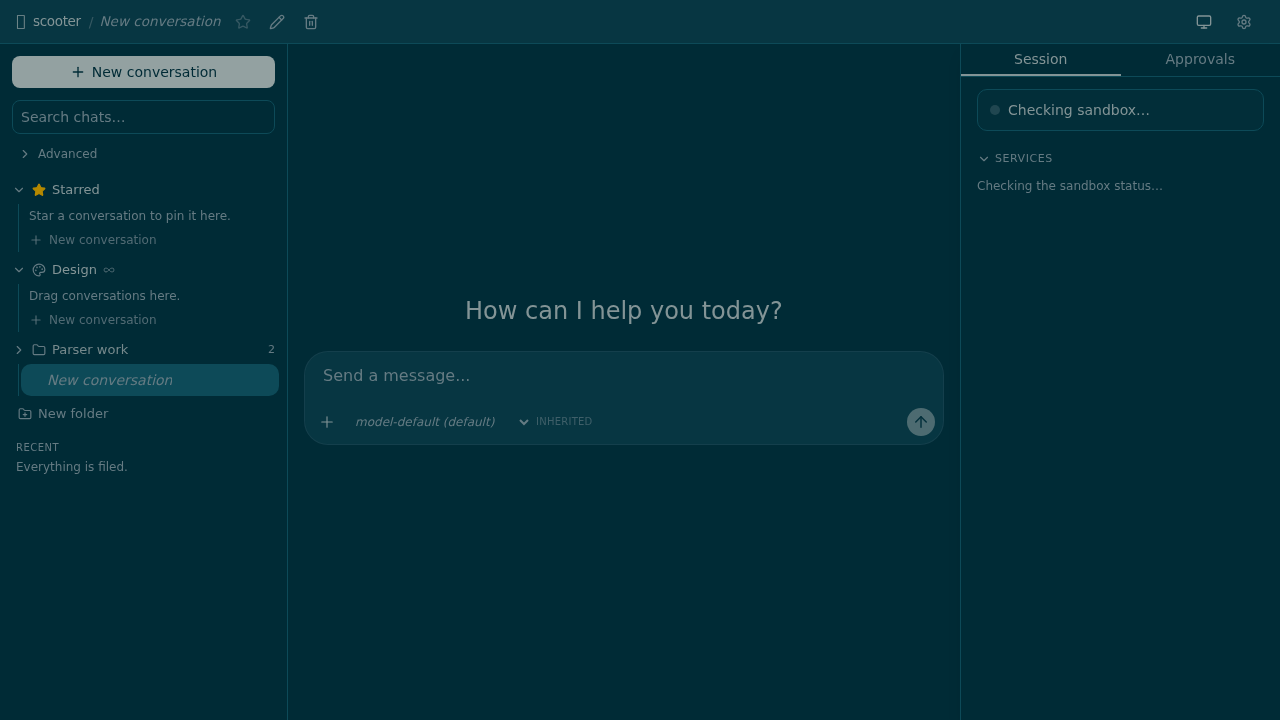 scooter / New conversation
New conversation
Search chats...
Advanced
Starred
Star a conversation to pin it here.
New conversation
Design
Drag conversations here.
New conversation
Parser work 2
New conversation
New folder
RECENT
Everything is filed.
How can I help you today?
Send a message...
model-default (default) INHERITED
Session Approvals
Checking sandbox...
SERVICES
Checking the sandbox status...